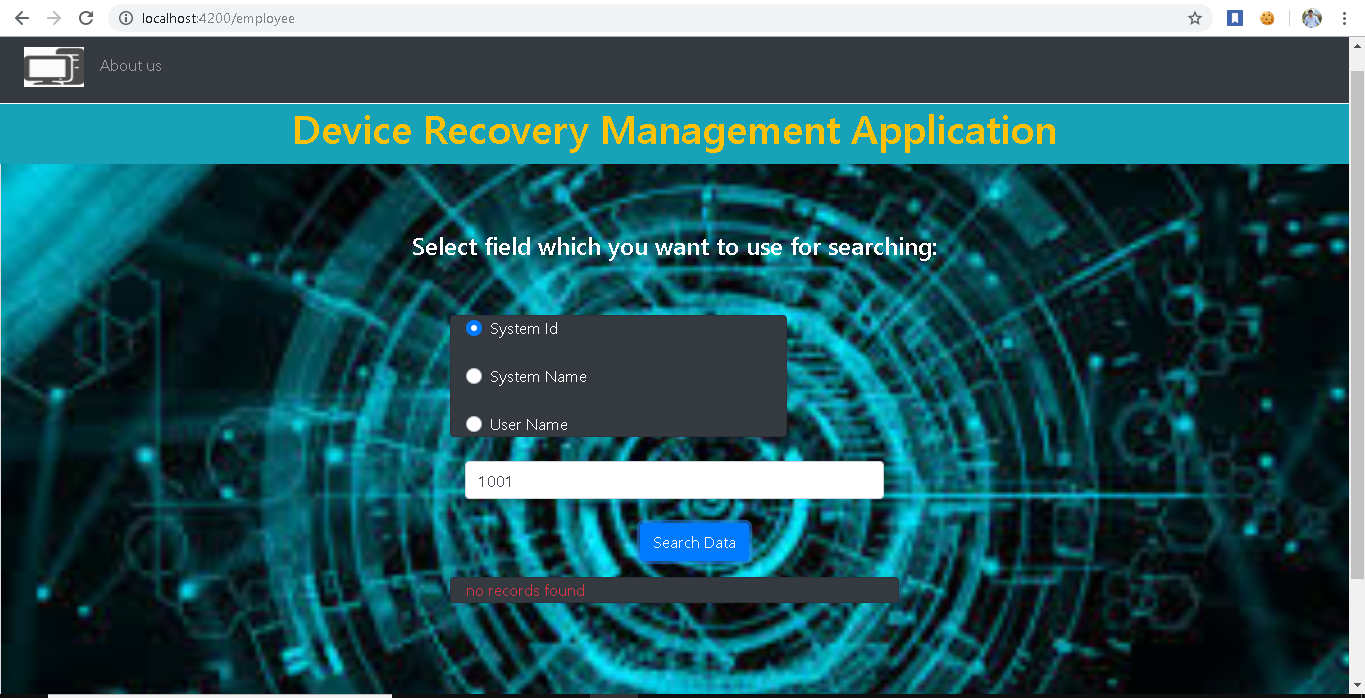 localhost:4200/employee
About us
Device Recovery Management Application
Select field which you want to use for searching:
System Id
System Name
User Name
1001
Search Data
no records found